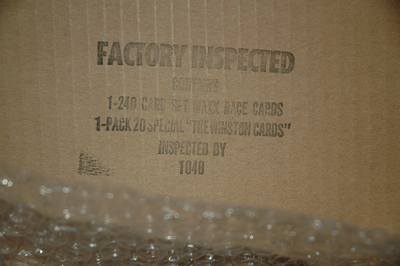 FACTORY INSPECTED
CONTENTS
1-240 CARD SET MAXX RACE CARDS
1-PACK 20 SPECIAL "THE WINSTON CARDS"
INSPECTED BY
1040